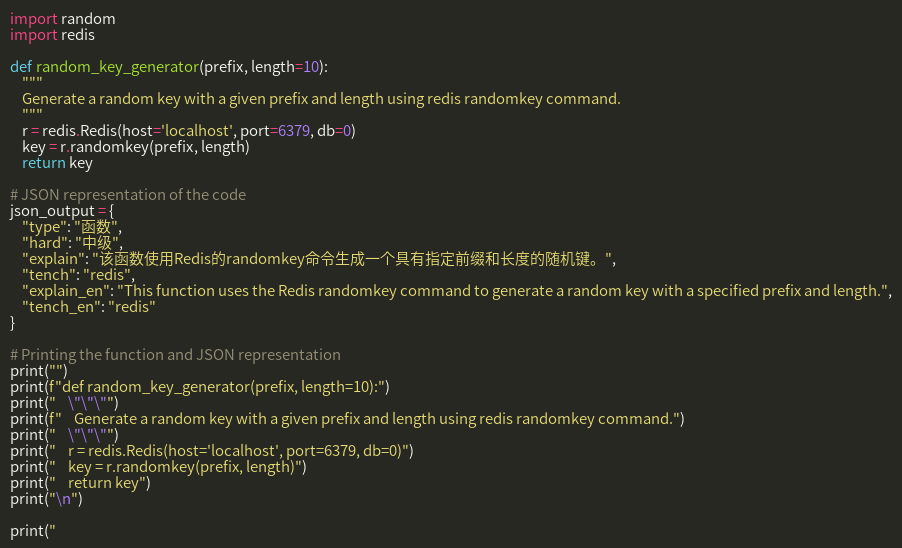 import random
import redis

def random_key_generator(prefix, length=10):
    """
    Generate a random key with a given prefix and length using redis randomkey command.
    """
    r = redis.Redis(host='localhost', port=6379, db=0)
    key = r.randomkey(prefix, length)
    return key

# JSON representation of the code
json_output = {
    "type": "函数",
    "hard": "中级",
    "explain": "该函数使用Redis的randomkey命令生成一个具有指定前缀和长度的随机键。",
    "tench": "redis",
    "explain_en": "This function uses the Redis randomkey command to generate a random key with a specified prefix and length.",
    "tench_en": "redis"
}

# Printing the function and JSON representation
print("")
print(f"def random_key_generator(prefix, length=10):")
print("    \"\"\"")
print(f"    Generate a random key with a given prefix and length using redis randomkey command.")
print("    \"\"\"")
print("    r = redis.Redis(host='localhost', port=6379, db=0)")
print("    key = r.randomkey(prefix, length)")
print("    return key")
print("\n")

print("